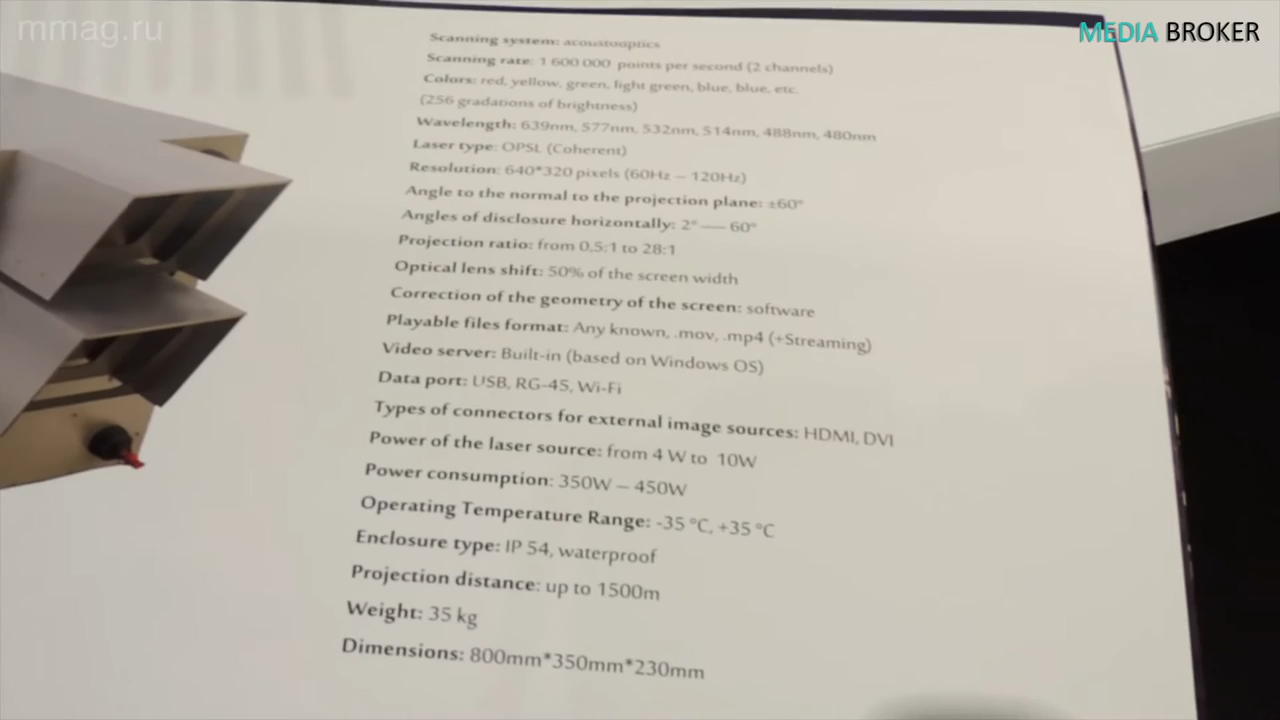 mmag.ru
MEDIA BROKER
Scanning system: acoustooptics
Scanning rate: 1 600 000 points per second (2 channels)
Colors: red, yellow, green, light green, blue, blue, etc.
(256 gradations of brightness)
Wavelength: 639nm, 577nm, 532nm, 514nm, 488nm, 480nm
Laser type: OPSL (Coherent)
Resolution: 640*320 pixels (60Hz – 120Hz)
Angle to the normal to the projection plane: ±60°
Angles of disclosure horizontally: 2° — 60°
Projection ratio: from 0,5:1 to 28:1
Optical lens shift: 50% of the screen width
Correction of the geometry of the screen: software
Playable files format: Any known, .mov, .mp4 (+Streaming)
Video server: Built-in (based on Windows OS)
Data port: USB, RG-45, Wi-Fi
Types of connectors for external image sources: HDMI, DVI
Power of the laser source: from 4 W to 10W
Power consumption: 350W – 450W
Operating Temperature Range: -35 °C, +35 °C
Enclosure type: IP 54, waterproof
Projection distance: up to 1500m
Weight: 35 kg
Dimensions: 800mm*350mm*230mm